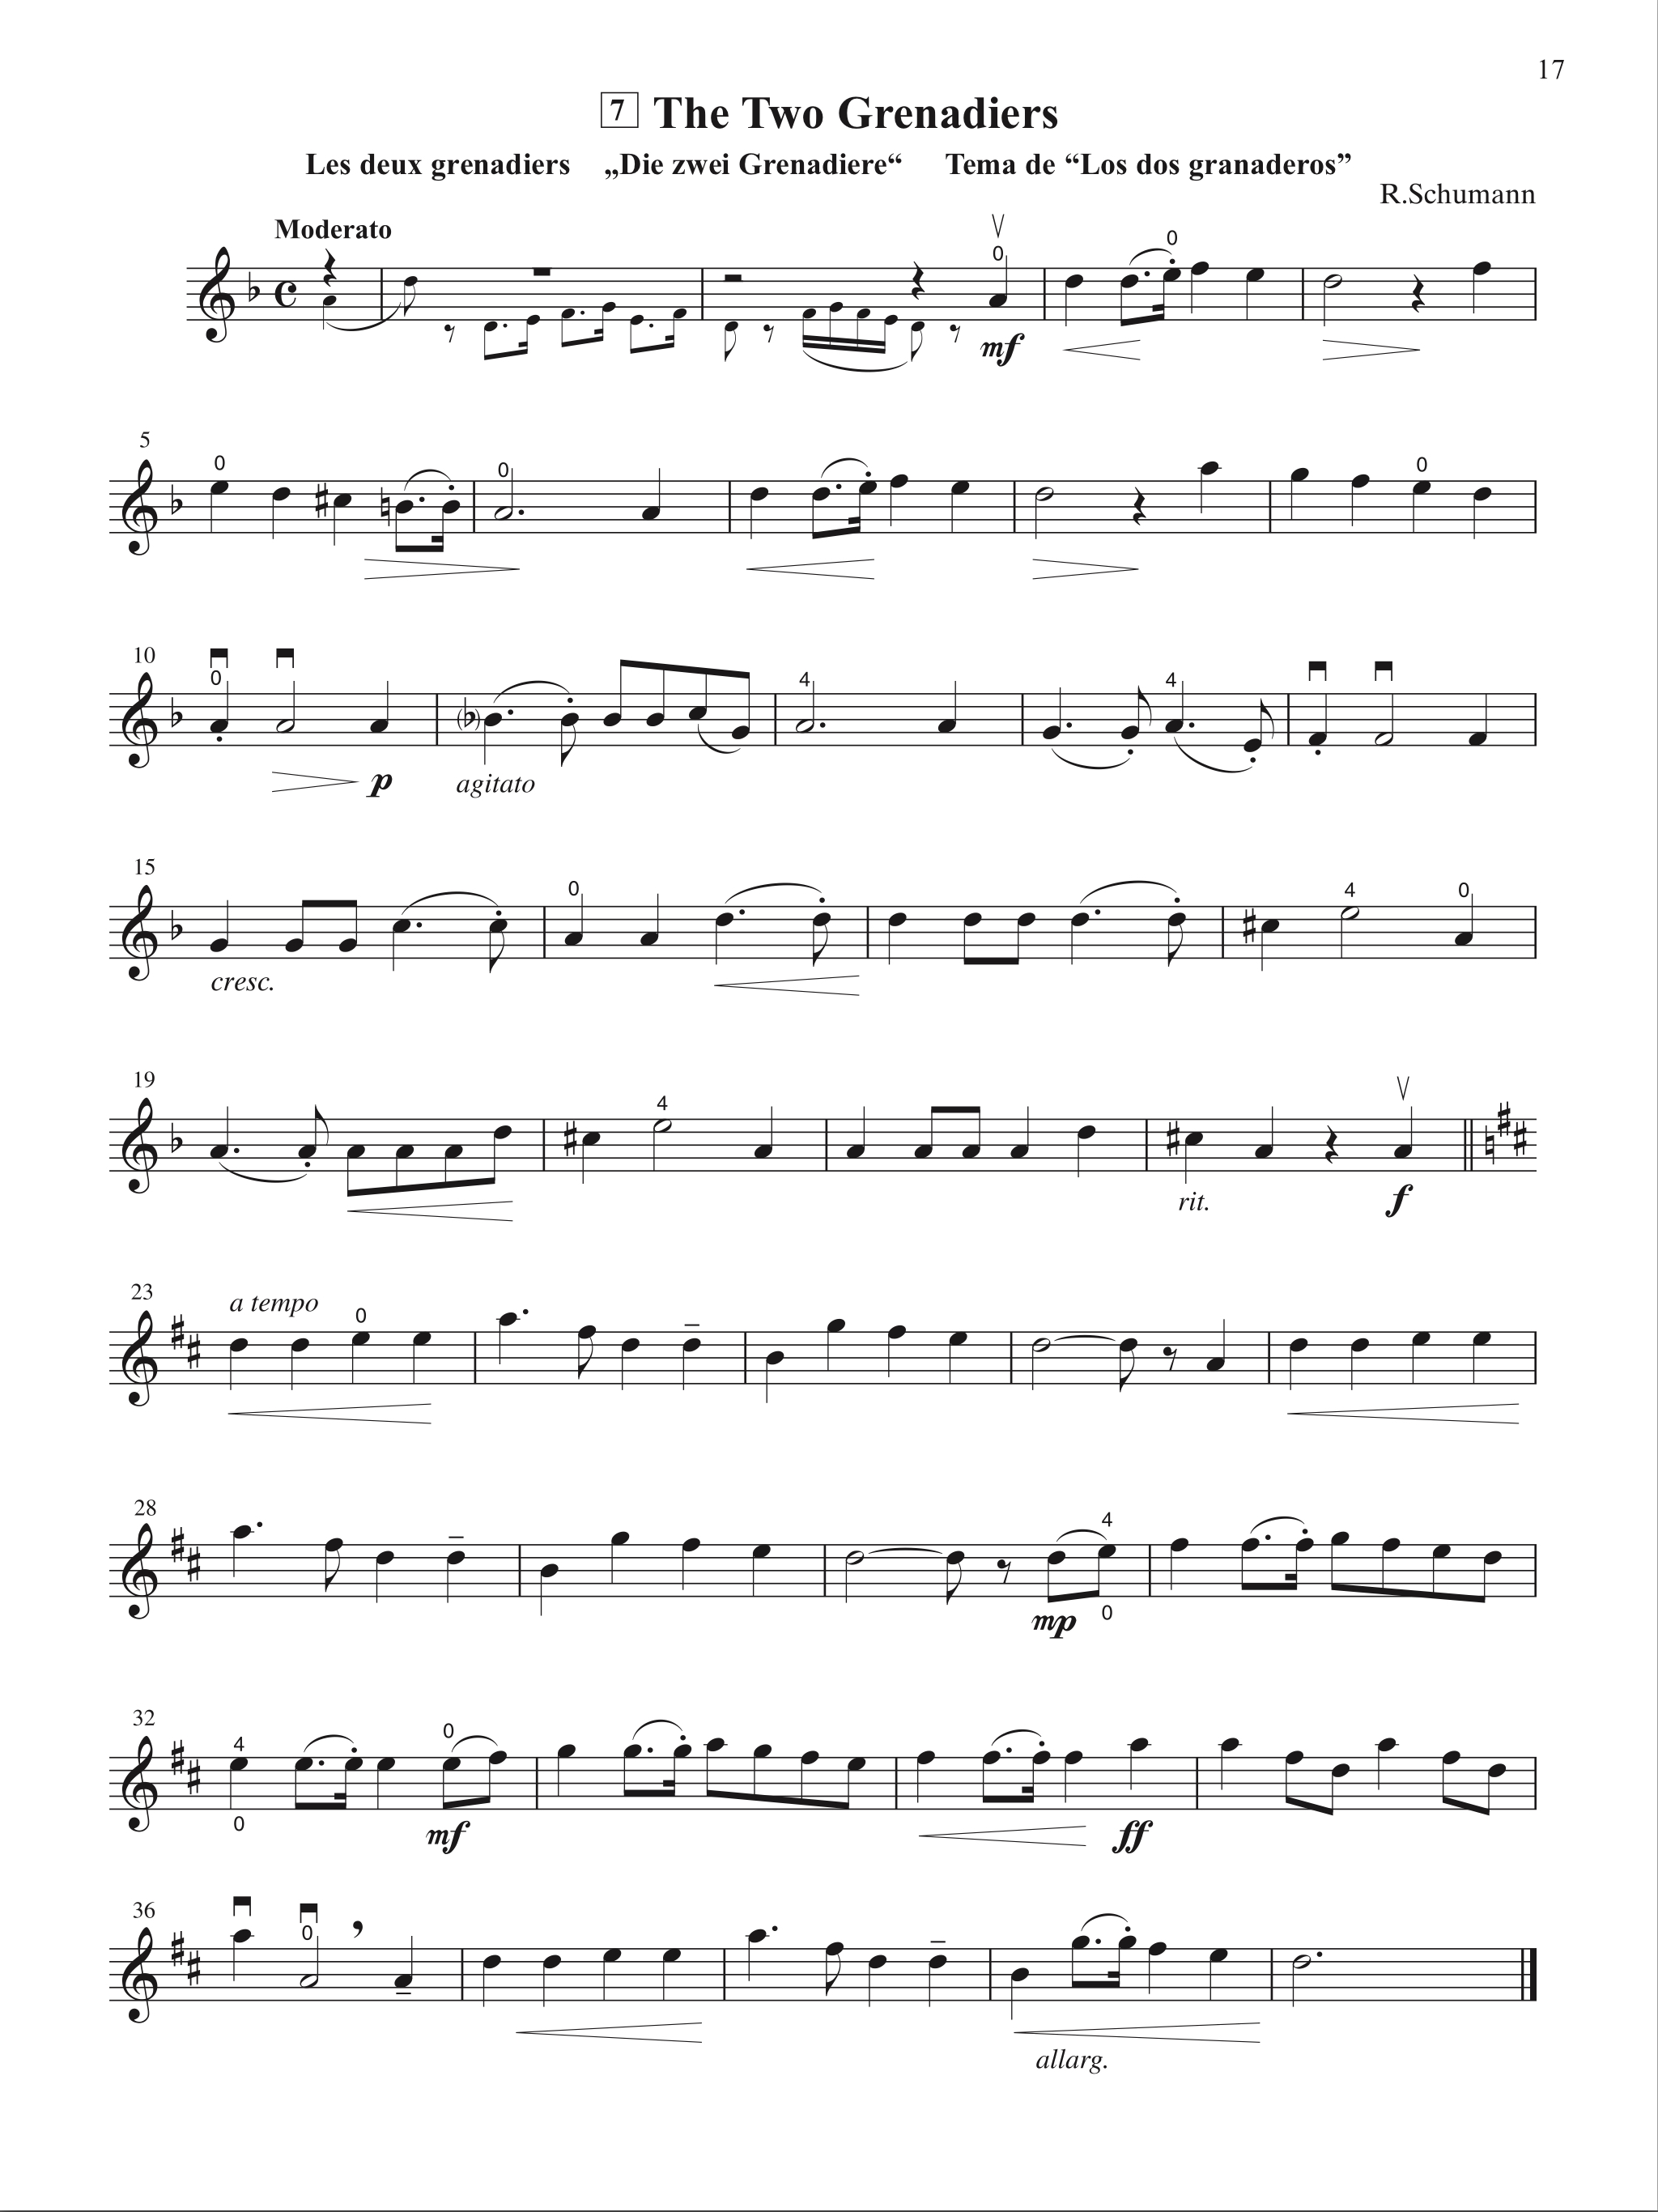 17
7 The Two Grenadiers
Les deux grenadiers „Die zwei Grenadiere“ Tema de “Los dos granaderos”
R.Schumann
Moderato
0 0
mf
5
0 0 0
10
0 4 4
p agitato
15
0 4 0
cresc.
19
4
rit. f
23
a tempo 0
28
4
mp 0
32
4 0
0 mf ff
36
0
allarg.